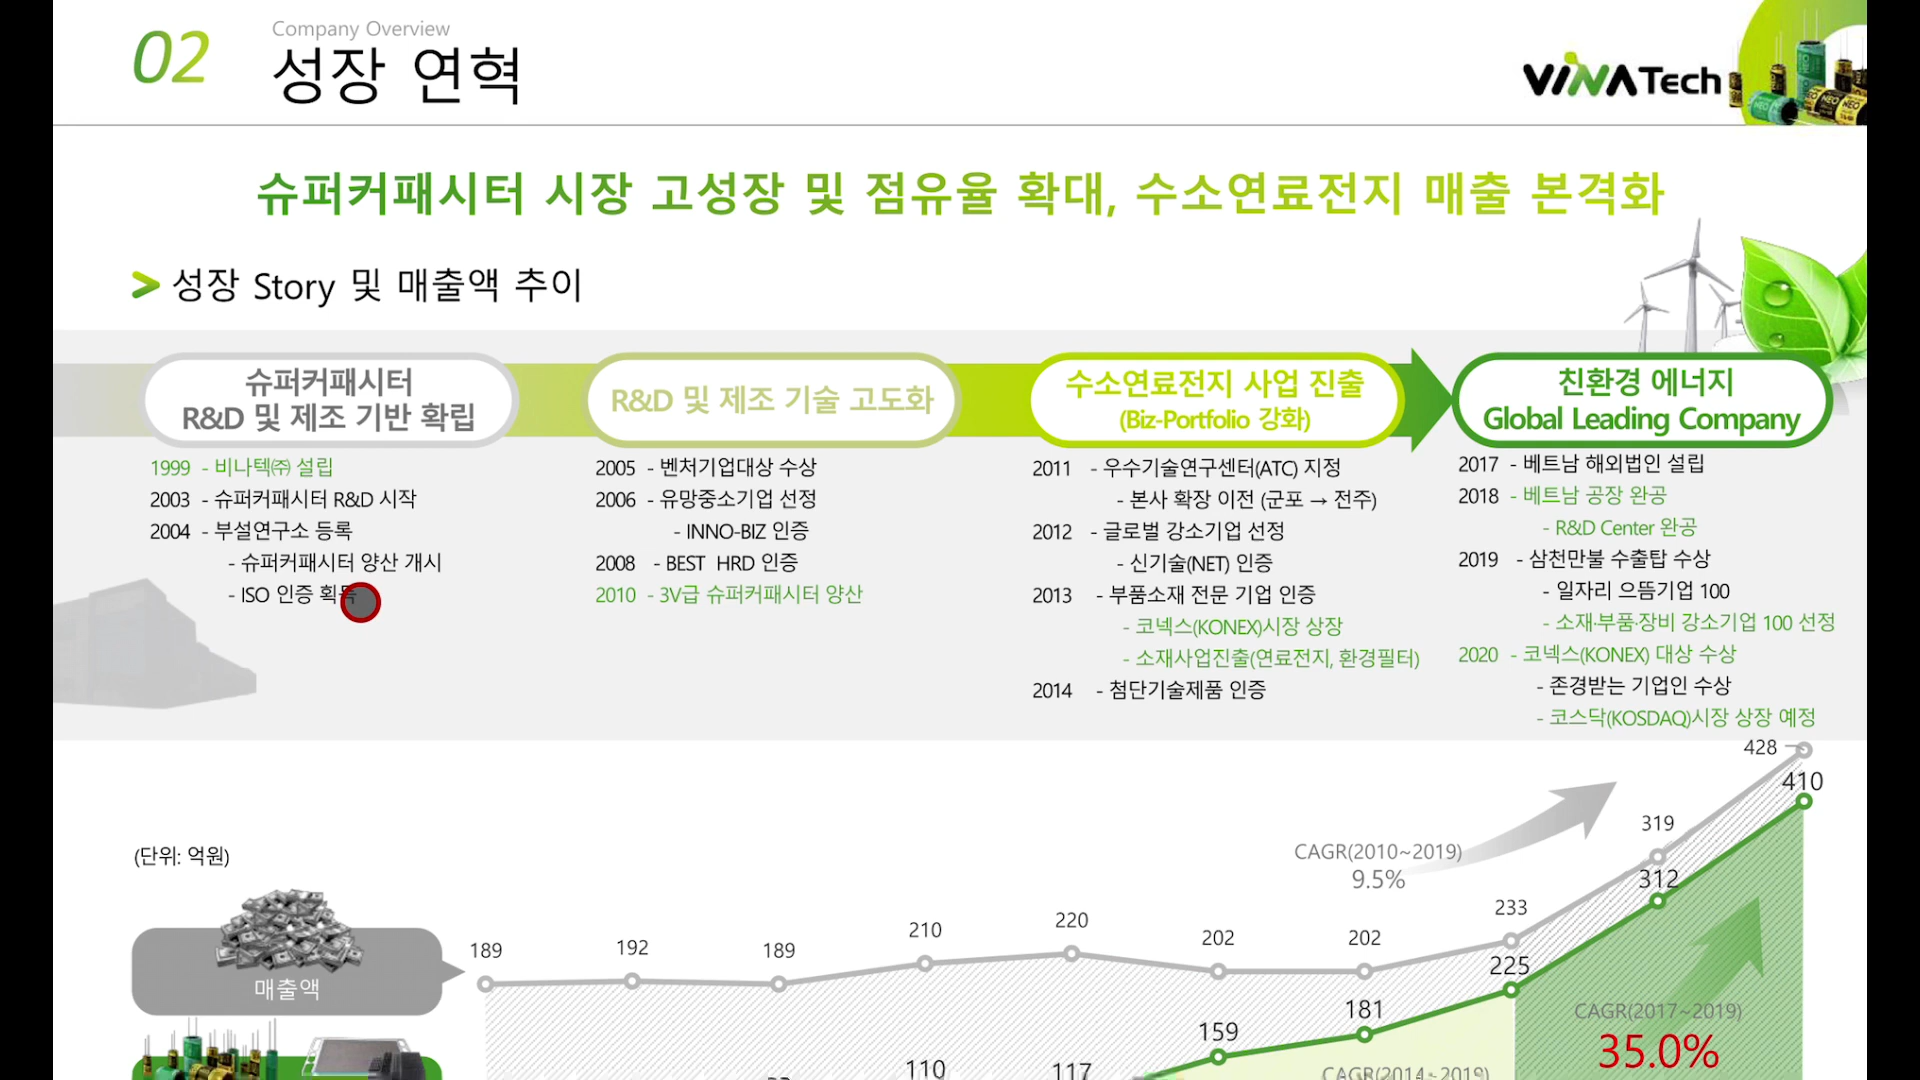 02
Company Overview
성장 연혁
VINATech
슈퍼커패시터 시장 고성장 및 점유율 확대, 수소연료전지 매출 본격화
성장 Story 및 매출액 추이
슈퍼커패시터
R&D 및 제조 기반 확립
1999 - 비나텍㈜ 설립
2003 - 슈퍼커패시터 R&D 시작
2004 - 부설연구소 등록
- 슈퍼커패시터 양산 개시
- ISO 인증 획득
R&D 및 제조 기술 고도화
2005 - 벤처기업대상 수상
2006 - 유망중소기업 선정
- INNO-BIZ 인증
2008 - BEST HRD 인증
2010 - 3V급 슈퍼커패시터 양산
수소연료전지 사업 진출
(Biz-Portfolio 강화)
2011 - 우수기술연구센터(ATC) 지정
- 본사 확장 이전 (군포 → 전주)
2012 - 글로벌 강소기업 선정
- 신기술(NET) 인증
2013 - 부품소재 전문 기업 인증
- 코넥스(KONEX)시장 상장
- 소재사업진출(연료전지, 환경필터)
2014 - 첨단기술제품 인증
친환경 에너지
Global Leading Company
2017 - 베트남 해외법인 설립
2018 - 베트남 공장 완공
- R&D Center 완공
2019 - 삼천만불 수출탑 수상
- 일자리 으뜸기업 100
- 소재·부품·장비 강소기업 100 선정
2020 - 코넥스(KONEX) 대상 수상
- 존경받는 기업인 수상
- 코스닥(KOSDAQ)시장 상장 예정
(단위: 억원)
매출액
189
192
189
210
220
202
202
233
319
428
CAGR(2010~2019)
9.5%
110
117
159
181
225
312
410
CAGR(2014~2019)
CAGR(2017~2019)
35.0%